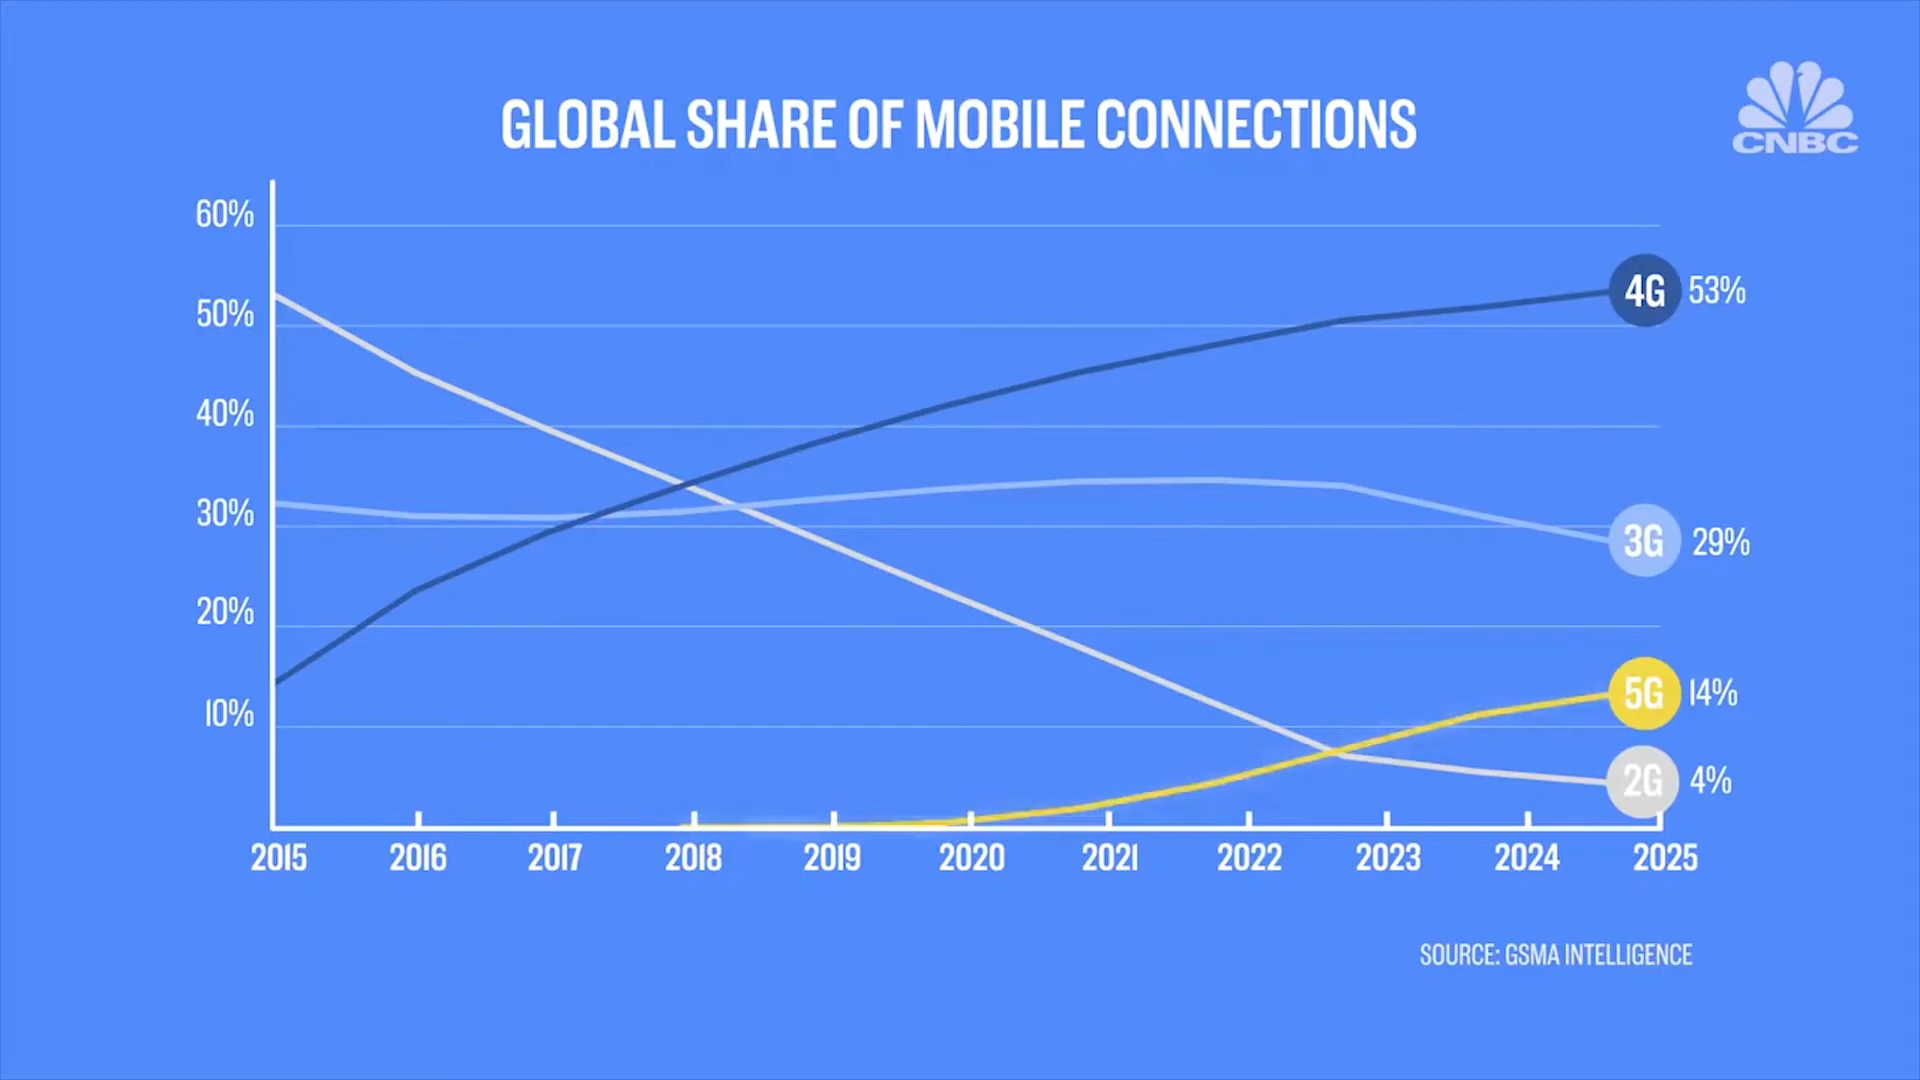 GLOBAL SHARE OF MOBILE CONNECTIONS
CNBC
60%
50%
40%
30%
20%
10%
4G 53%
3G 29%
5G 14%
2G 4%
2015 2016 2017 2018 2019 2020 2021 2022 2023 2024 2025
SOURCE: GSMA INTELLIGENCE